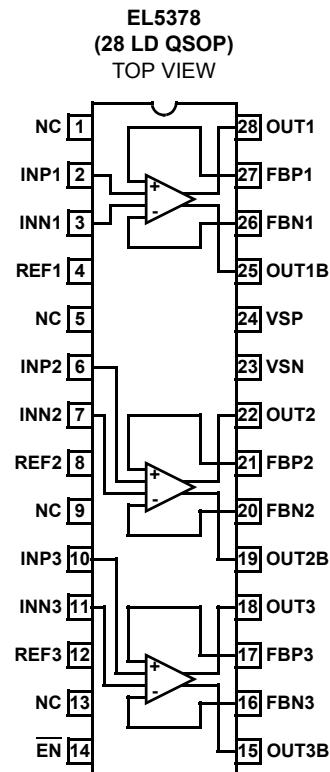 EL5378
(28 LD QSOP)
TOP VIEW
NC 1
28 OUT1
INP1 2
27 FBP1
INN1 3
26 FBN1
REF1 4
25 OUT1B
NC 5
24 VSP
INP2 6
23 VSN
INN2 7
22 OUT2
REF2 8
21 FBP2
NC 9
20 FBN2
INP3 10
19 OUT2B
INN3 11
18 OUT3
REF3 12
17 FBP3
NC 13
16 FBN3
EN 14
15 OUT3B
+
-
+
-
+
-